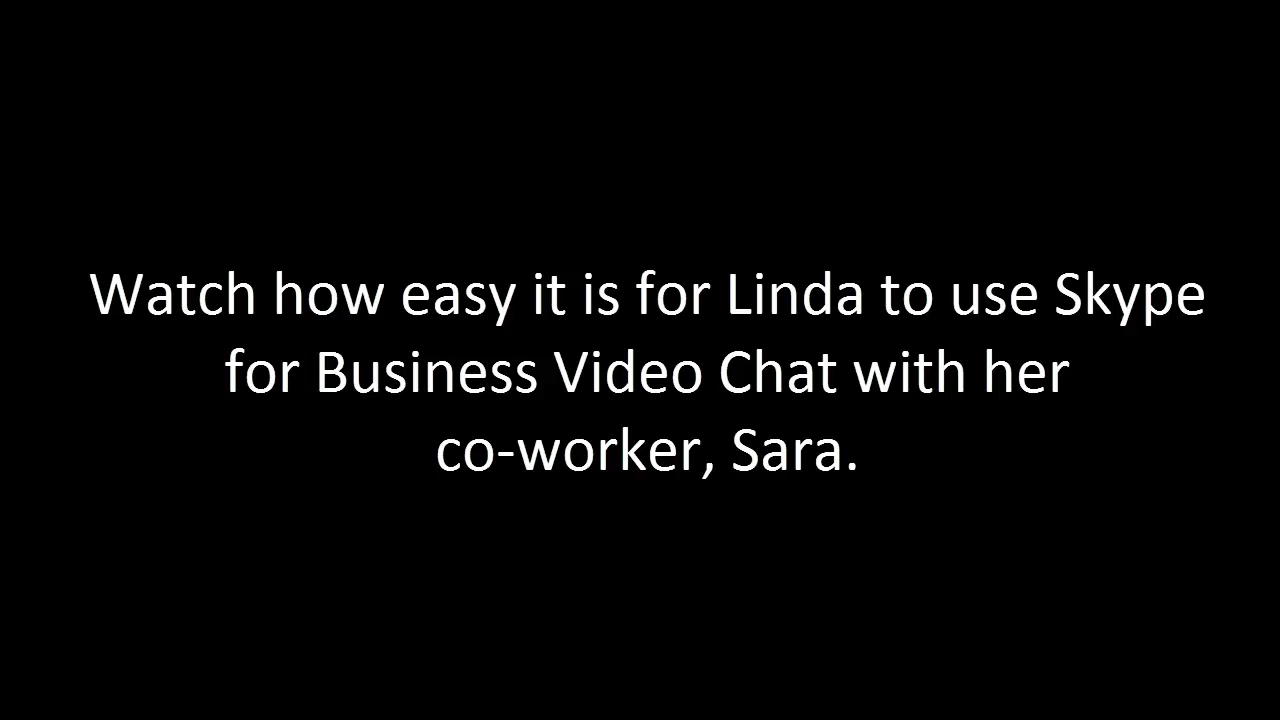 Watch how easy it is for Linda to use Skype
for Business Video Chat with her
co-worker, Sara.